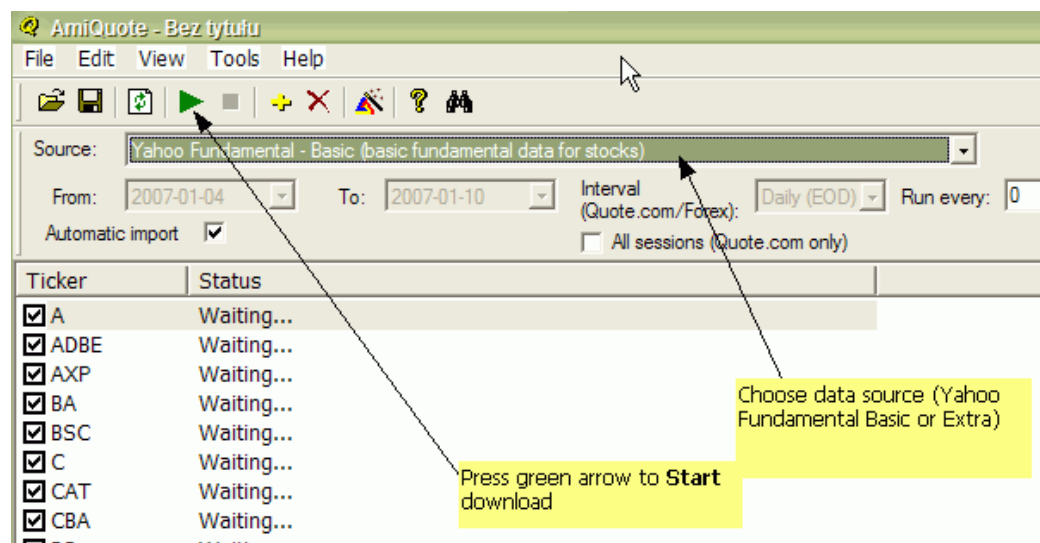 AmiQuote - Bez tytułu
File Edit View Tools Help
Source: Yahoo Fundamental - Basic (basic fundamental data for stocks)
From: 2007-01-04 To: 2007-01-10 Interval (Quote.com/Forex): Daily (EOD) Run every: 0
Automatic import All sessions (Quote.com only)
Ticker Status
A Waiting...
ADBE Waiting...
AXP Waiting...
BA Waiting...
BSC Waiting...
C Waiting...
CAT Waiting...
CBA Waiting...
Choose data source (Yahoo
Fundamental Basic or Extra)
Press green arrow to Start
download